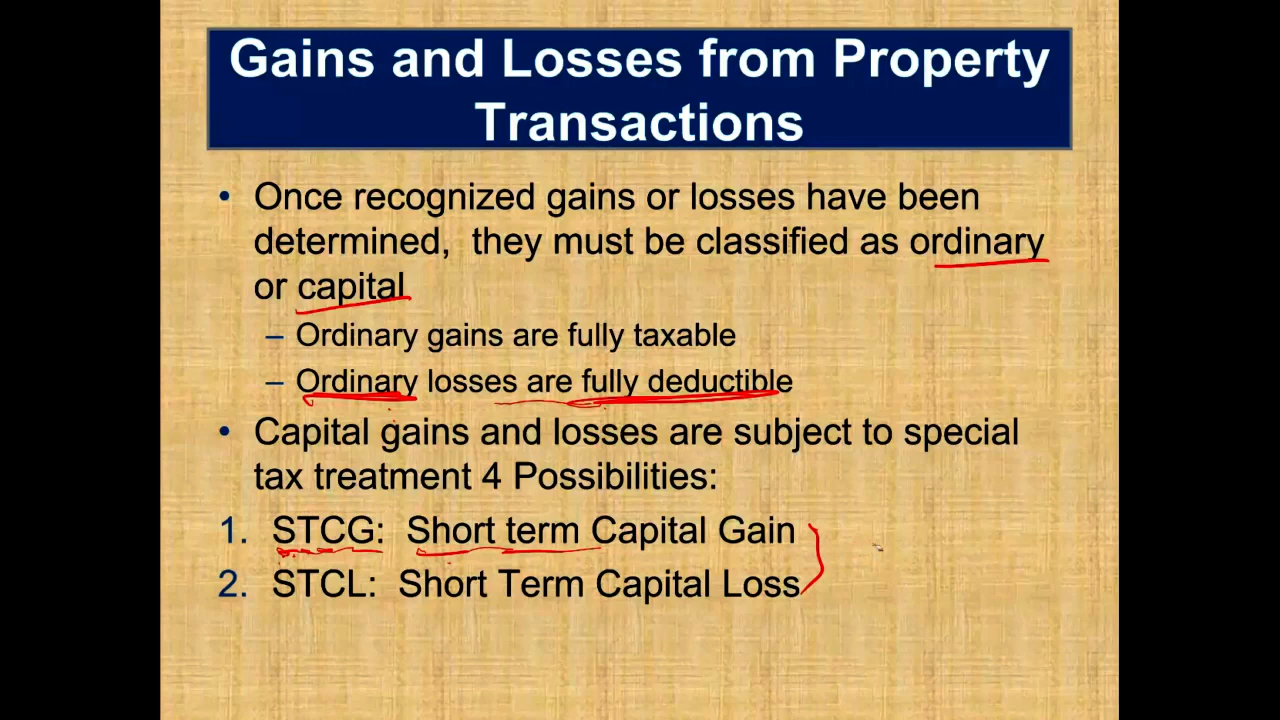 Gains and Losses from Property
Transactions
• Once recognized gains or losses have been
determined, they must be classified as ordinary
or capital
– Ordinary gains are fully taxable
– Ordinary losses are fully deductible
• Capital gains and losses are subject to special
tax treatment 4 Possibilities:
1. STCG: Short term Capital Gain
2. STCL: Short Term Capital Loss